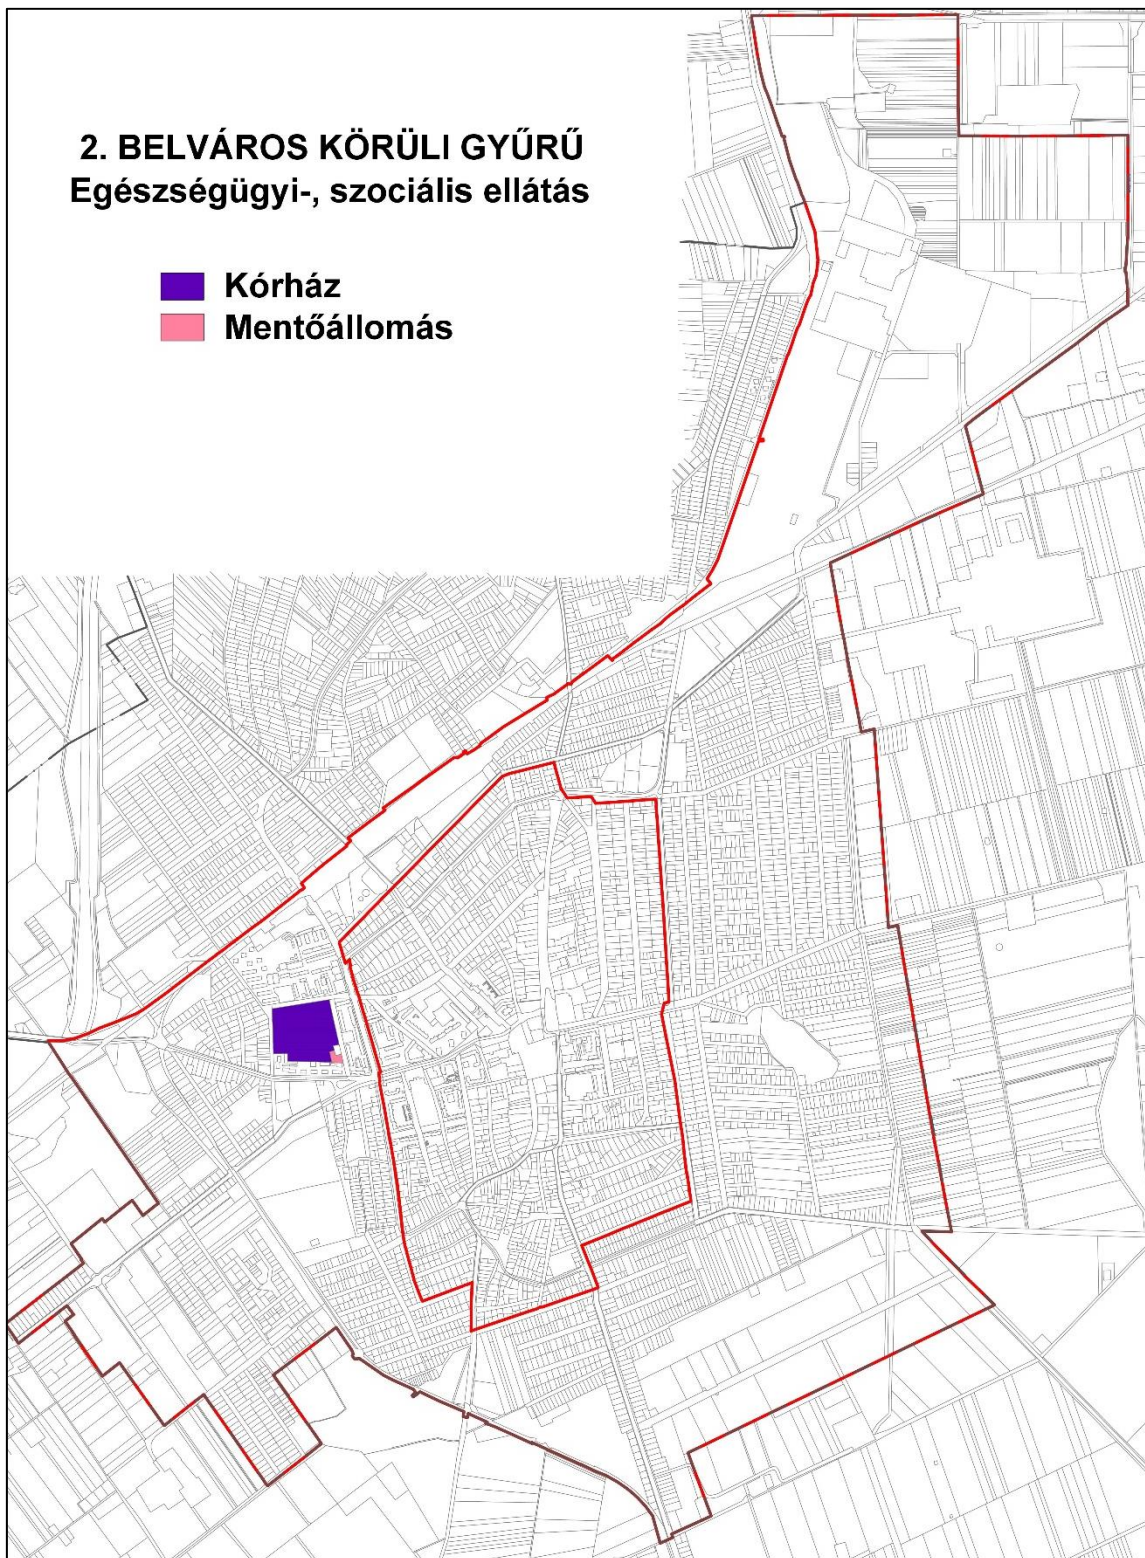 2. BELVÁROS KÖRÜLI GYŰRŰ
Egészségügyi-, szociális ellátás
Kórház
Mentőállomás